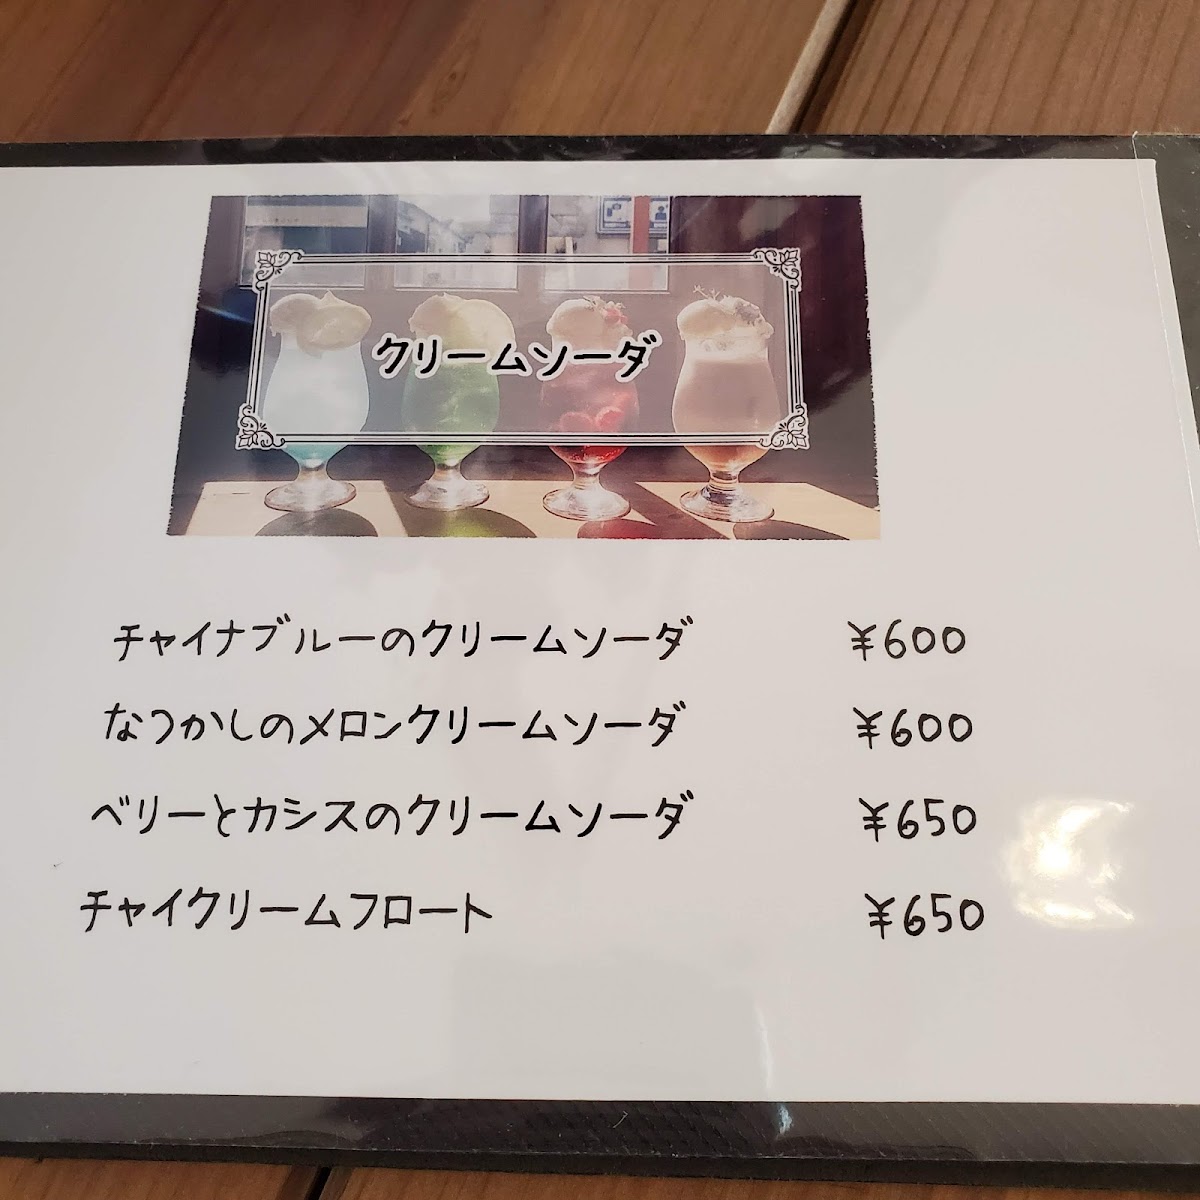 クリームソーダ
チャイナブルーのクリームソーダ ¥600
なつかしのメロンクリームソーダ ¥600
ベリーとカシスのクリームソーダ ¥650
チャイクリームフロート ¥650